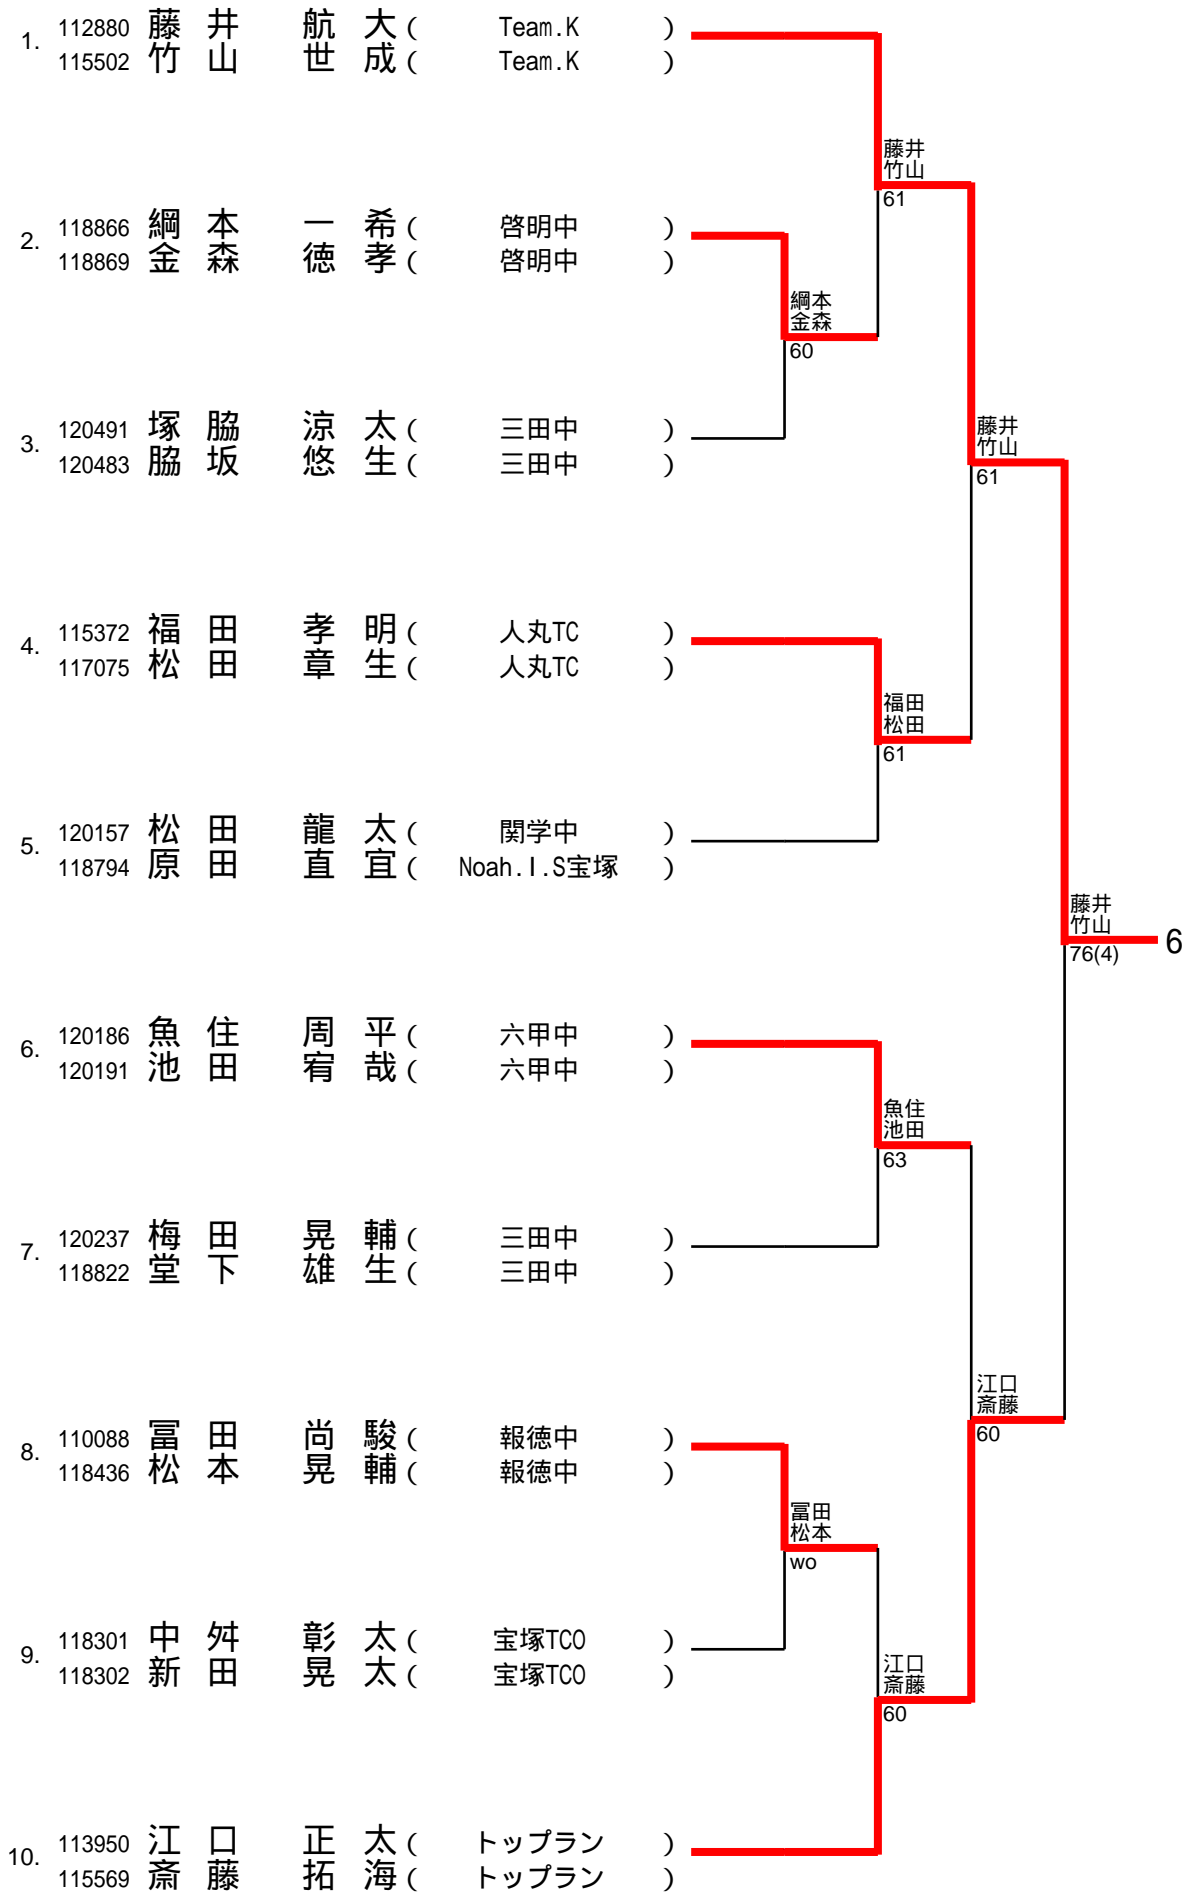 1. 112880 藤井 航大 ( Team.K )
115502 竹山 世成 ( Team.K )
藤井
竹山
61
2. 118866 綱本 一希 ( 啓明中 )
118869 金森 徳孝 ( 啓明中 )
綱本
金森
60
3. 120491 塚脇 涼太 ( 三田中 )
120483 脇坂 悠生 ( 三田中 )
藤井
竹山
61
4. 115372 福田 孝明 ( 人丸TC )
117075 松田 章生 ( 人丸TC )
福田
松田
61
5. 120157 松田 龍太 ( 関学中 )
118794 原田 直宜 ( Noah.I.S宝塚 )
藤井
竹山
76(4)
6
6. 120186 魚住 周平 ( 六甲中 )
120191 池田 宥哉 ( 六甲中 )
魚住
池田
63
7. 120237 梅田 晃輔 ( 三田中 )
118822 堂下 雄生 ( 三田中 )
江口
斎藤
60
8. 110088 冨田 尚駿 ( 報徳中 )
118436 松本 晃輔 ( 報徳中 )
冨田
松本
wo
9. 118301 中舛 彰太 ( 宝塚TCO )
118302 新田 晃太 ( 宝塚TCO )
江口
斎藤
60
10. 113950 江口 正太 ( トップラン )
115569 斎藤 拓海 ( トップラン )